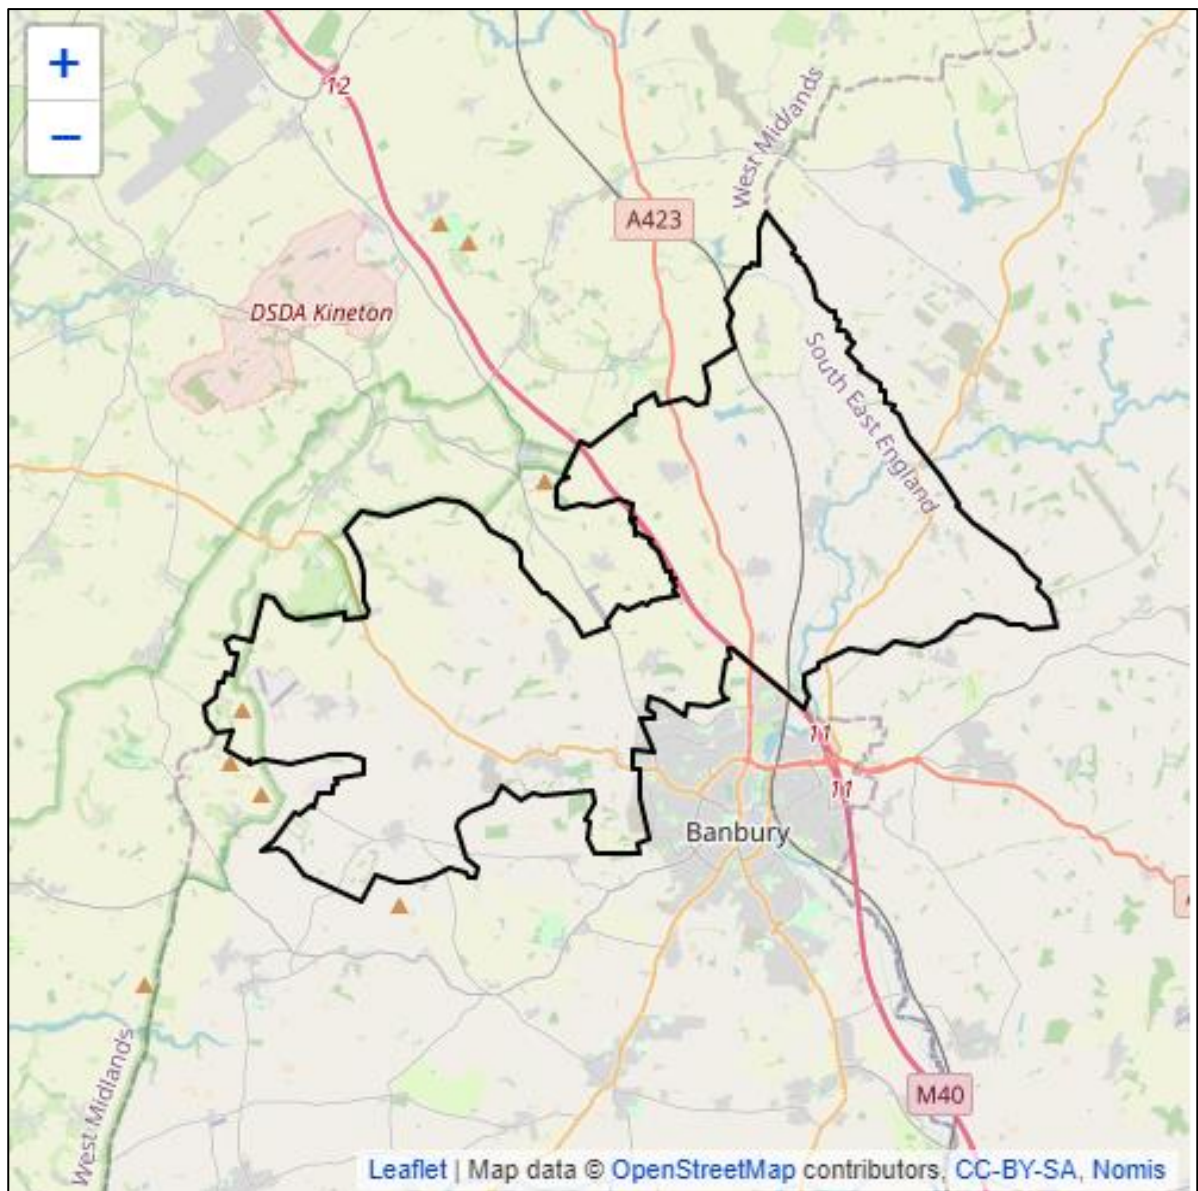 +
−
12
West Midlands
A423
DSDA Kineton
South East England
11
11
Banbury
West Midlands
M40
Leaflet | Map data © OpenStreetMap contributors, CC-BY-SA, Nomis